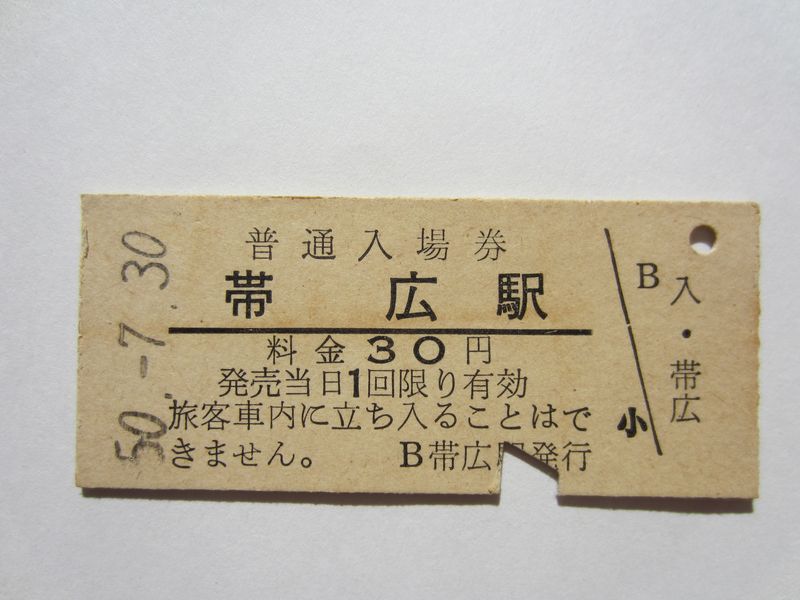 50.-7.30
普通入場券
帯広駅
料金30円
発売当日1回限り有効
旅客車内に立ち入ることはで
きません。 B帯広駅発行
B
小
入・帯広